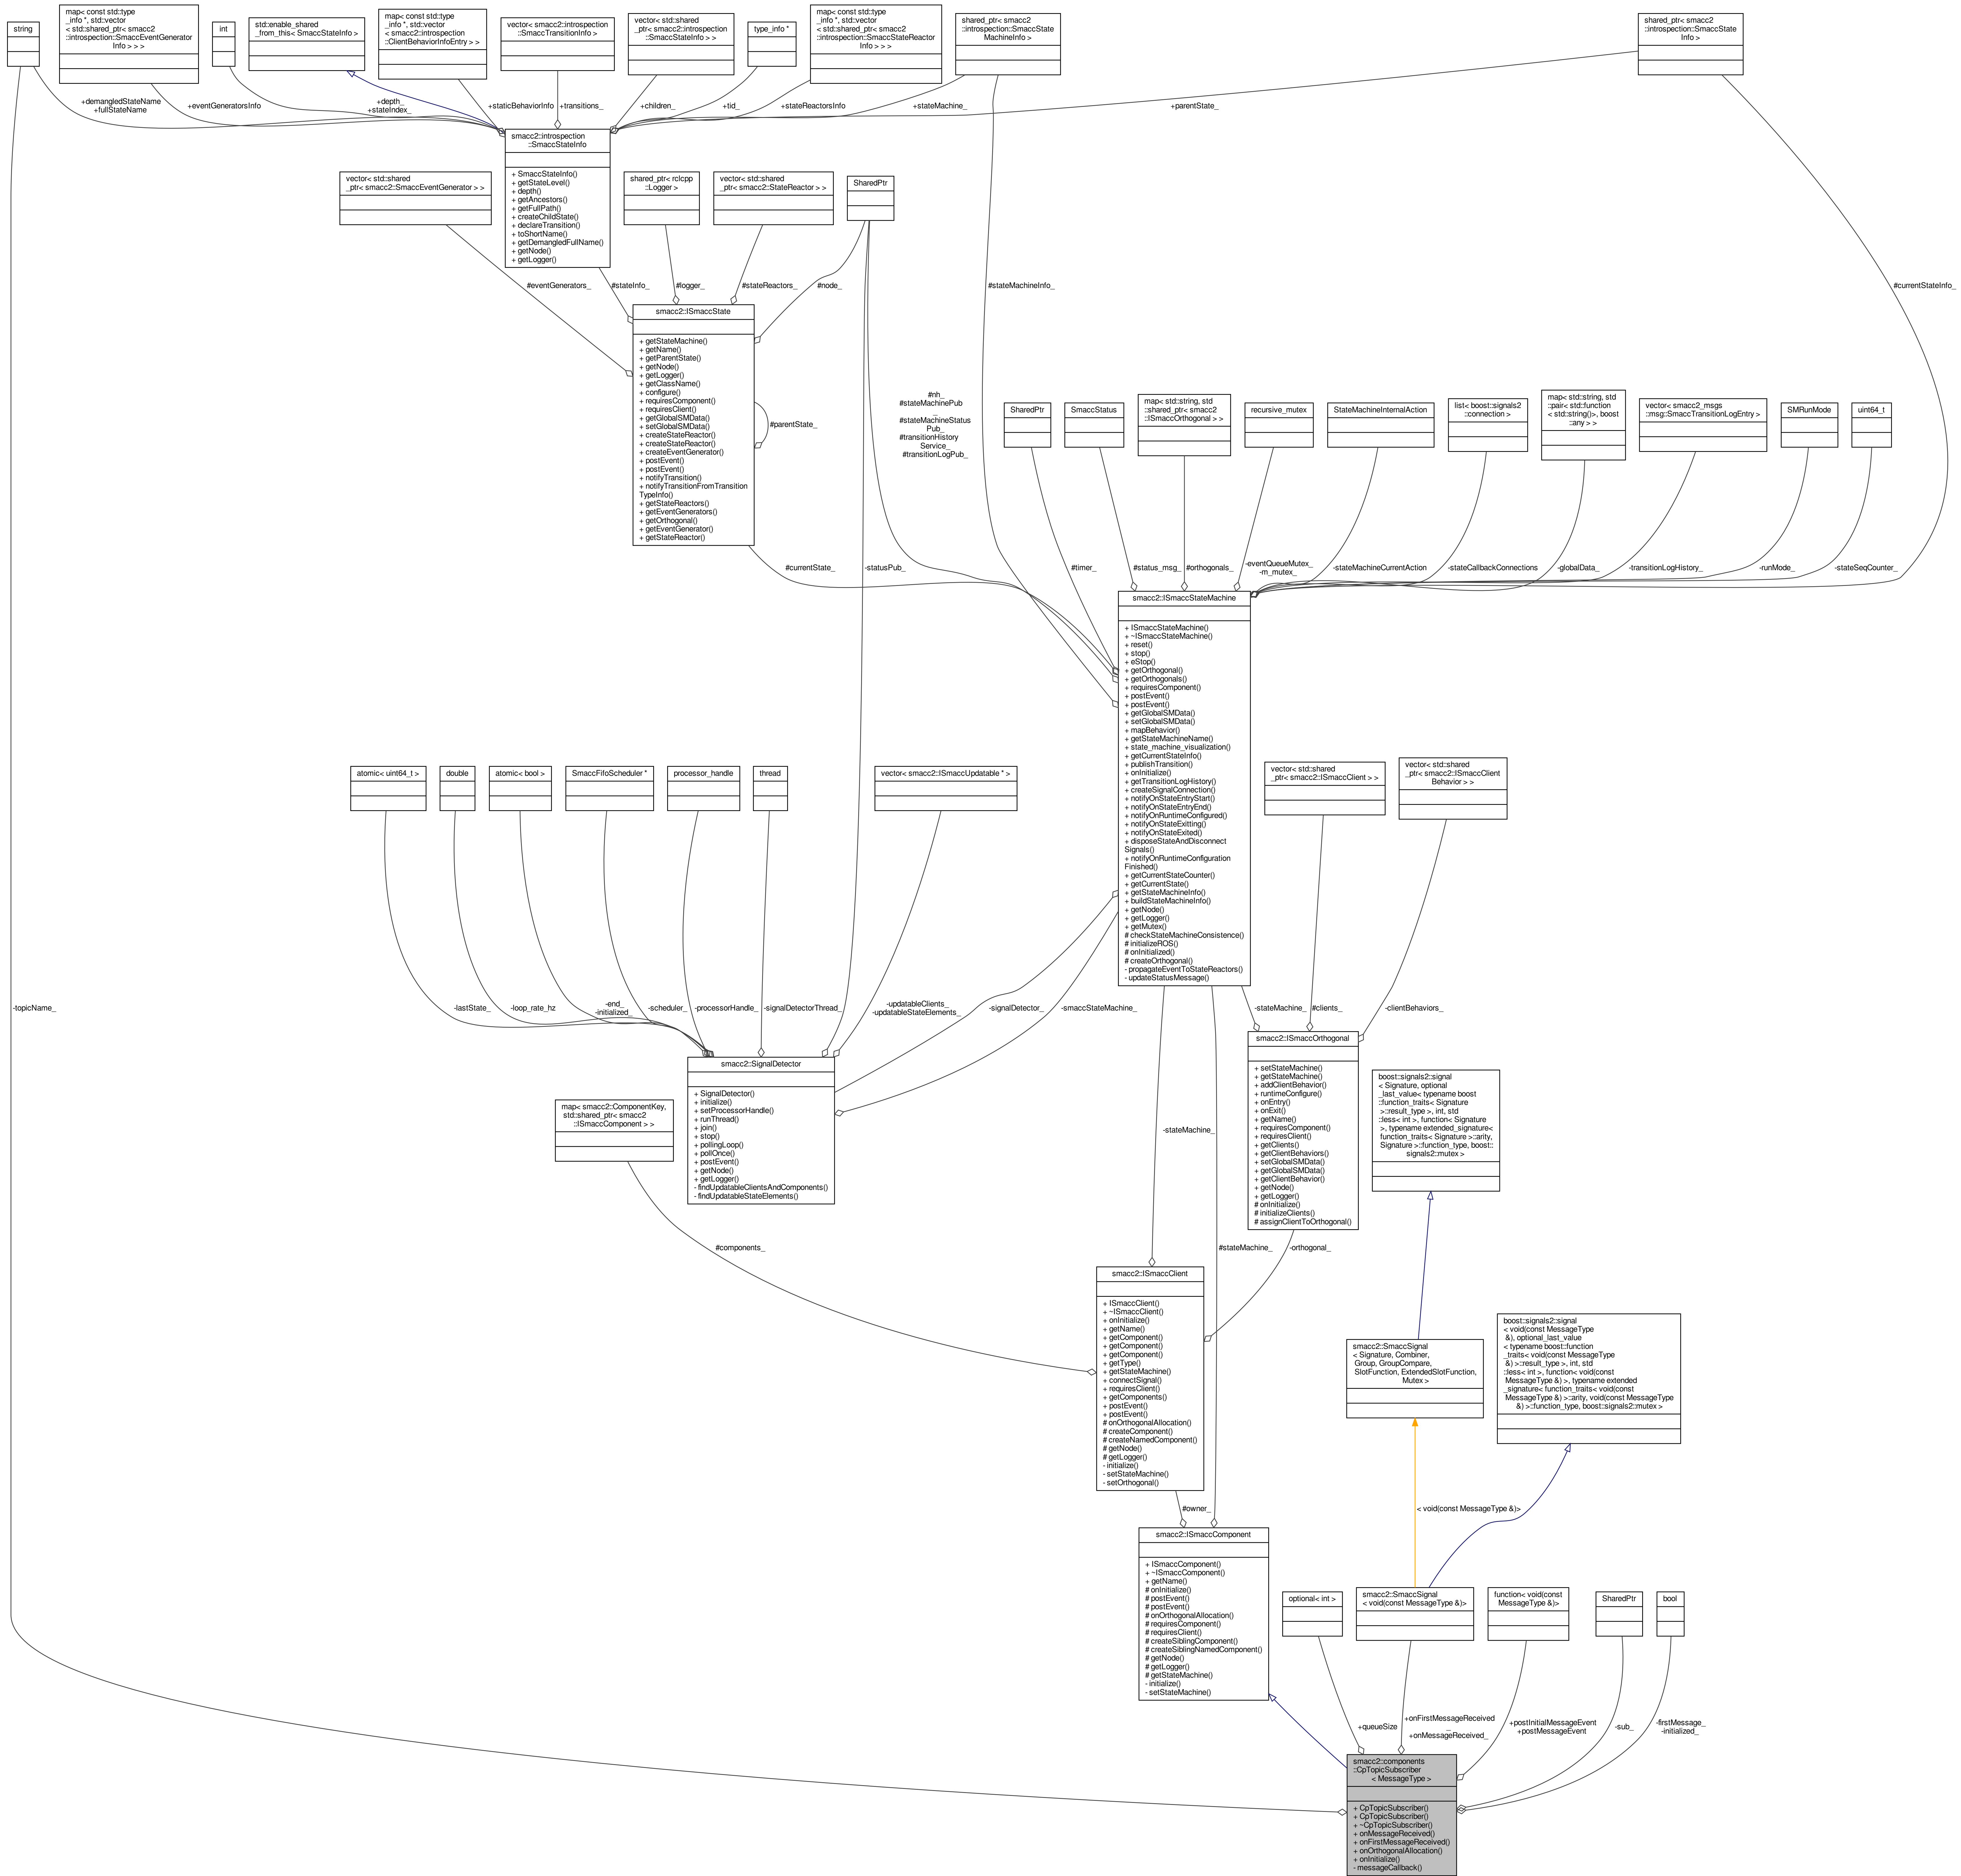 string
map< const std::type
_info *, std::vector
< std::shared_ptr< smacc2
::introspection::SmaccEventGenerator
Info > > >
int
std::enable_shared
_from_this< SmaccStateInfo >
map< const std::type
_info *, std::vector
< smacc2::introspection
::ClientBehaviorInfoEntry > >
vector< smacc2::introspection
::SmaccTransitionInfo >
vector< std::shared
_ptr< smacc2::introspection
::SmaccStateInfo > >
type_info *
map< const std::type
_info *, std::vector
< std::shared_ptr< smacc2
::introspection::SmaccStateReactor
Info > > >
shared_ptr< smacc2
::introspection::SmaccState
MachineInfo >
shared_ptr< smacc2
::introspection::SmaccState
Info >
+demangledStateName
+fullStateName
+eventGeneratorsInfo
+depth_
+stateIndex_
+staticBehaviorInfo
+transitions_
+children_
+tid_
+stateReactorsInfo
+stateMachine_
+parentState_
smacc2::introspection
::SmaccStateInfo
+ SmaccStateInfo()
+ getStateLevel()
+ depth()
+ getAncestors()
+ getFullPath()
+ createChildState()
+ declareTransition()
+ toShortName()
+ getDemangledFullName()
+ getNode()
+ getLogger()
vector< std::shared
_ptr< smacc2::SmaccEventGenerator > >
shared_ptr< rclcpp
::Logger >
vector< std::shared
_ptr< smacc2::StateReactor > >
SharedPtr
#eventGenerators_
#stateInfo_
#logger_
#stateReactors_
#node_
#stateMachineInfo_
#currentStateInfo_
smacc2::ISmaccState
+ getStateMachine()
+ getName()
+ getParentState()
+ getNode()
+ getLogger()
+ getClassName()
+ configure()
+ requiresComponent()
+ requiresClient()
+ getGlobalSMData()
+ setGlobalSMData()
+ createStateReactor()
+ createStateReactor()
+ createEventGenerator()
+ postEvent()
+ postEvent()
+ notifyTransition()
+ notifyTransitionFromTransition
TypeInfo()
+ getStateReactors()
+ getEventGenerators()
+ getOrthogonal()
+ getEventGenerator()
+ getStateReactor()
#parentState_
#nh_
#stateMachinePub
_
#stateMachineStatus
Pub_
#transitionHistory
Service_
#transitionLogPub_
SharedPtr
SmaccStatus
map< std::string, std
::shared_ptr< smacc2
::ISmaccOrthogonal > >
recursive_mutex
StateMachineInternalAction
list< boost::signals2
::connection >
map< std::string, std
::pair< std::function
< std::string()>, boost
::any > >
vector< smacc2_msgs
::msg::SmaccTransitionLogEntry >
SMRunMode
uint64_t
#currentState_
-statusPub_
#timer_
#status_msg_
#orthogonals_
-eventQueueMutex_
-m_mutex_
-stateMachineCurrentAction
-stateCallbackConnections
-globalData_
-transitionLogHistory_
-runMode_
-stateSeqCounter_
smacc2::ISmaccStateMachine
+ ISmaccStateMachine()
+ ~ISmaccStateMachine()
+ reset()
+ stop()
+ eStop()
+ getOrthogonal()
+ getOrthogonals()
+ requiresComponent()
+ postEvent()
+ postEvent()
+ getGlobalSMData()
+ setGlobalSMData()
+ mapBehavior()
+ getStateMachineName()
+ state_machine_visualization()
+ getCurrentStateInfo()
+ publishTransition()
+ onInitialize()
+ getTransitionLogHistory()
+ createSignalConnection()
+ notifyOnStateEntryStart()
+ notifyOnStateEntryEnd()
+ notifyOnRuntimeConfigured()
+ notifyOnStateExitting()
+ notifyOnStateExited()
+ disposeStateAndDisconnect
Signals()
+ notifyOnRuntimeConfiguration
Finished()
+ getCurrentStateCounter()
+ getCurrentState()
+ getStateMachineInfo()
+ buildStateMachineInfo()
+ getNode()
+ getLogger()
+ getMutex()
# checkStateMachineConsistence()
# initializeROS()
# onInitialized()
# createOrthogonal()
- propagateEventToStateReactors()
- updateStatusMessage()
atomic< uint64_t >
double
atomic< bool >
SmaccFifoScheduler *
processor_handle
thread
vector< smacc2::ISmaccUpdatable * >
vector< std::shared
_ptr< smacc2::ISmaccClient > >
vector< std::shared
_ptr< smacc2::ISmaccClient
Behavior > >
-topicName_
-lastState_
-loop_rate_hz
-end_
-initialized_
-scheduler_
-processorHandle_
-signalDetectorThread_
-updatableClients_
-updatableStateElements_
-signalDetector_
-smaccStateMachine_
-stateMachine_
#clients_
-clientBehaviors_
smacc2::SignalDetector
+ SignalDetector()
+ initialize()
+ setProcessorHandle()
+ runThread()
+ join()
+ stop()
+ pollingLoop()
+ pollOnce()
+ postEvent()
+ getNode()
+ getLogger()
- findUpdatableClientsAndComponents()
- findUpdatableStateElements()
smacc2::ISmaccOrthogonal
+ setStateMachine()
+ getStateMachine()
+ addClientBehavior()
+ runtimeConfigure()
+ onEntry()
+ onExit()
+ getName()
+ requiresComponent()
+ requiresClient()
+ getClients()
+ getClientBehaviors()
+ setGlobalSMData()
+ getGlobalSMData()
+ getClientBehavior()
+ getNode()
+ getLogger()
# onInitialize()
# initializeClients()
# assignClientToOrthogonal()
map< smacc2::ComponentKey,
std::shared_ptr< smacc2
::ISmaccComponent > >
boost::signals2::signal
< Signature, optional
_last_value< typename boost
::function_traits< Signature
>::result_type >, int, std
::less< int >, function< Signature
>, typename extended_signature<
function_traits< Signature >::arity,
Signature >::function_type, boost::
signals2::mutex >
-stateMachine_
#components_
#stateMachine_
-orthogonal_
smacc2::ISmaccClient
+ ISmaccClient()
+ ~ISmaccClient()
+ onInitialize()
+ getName()
+ getComponent()
+ getComponent()
+ getComponent()
+ getType()
+ getStateMachine()
+ connectSignal()
+ requiresClient()
+ getComponents()
+ postEvent()
+ postEvent()
# onOrthogonalAllocation()
# createComponent()
# createNamedComponent()
# getNode()
# getLogger()
- initialize()
- setStateMachine()
- setOrthogonal()
smacc2::SmaccSignal
< Signature, Combiner,
Group, GroupCompare,
SlotFunction, ExtendedSlotFunction,
Mutex >
boost::signals2::signal
< void(const MessageType
&), optional_last_value
< typename boost::function
_traits< void(const MessageType
&) >::result_type >, int, std
::less< int >, function< void(const
MessageType &) >, typename extended
_signature< function_traits< void(const
MessageType &) >::arity, void(const MessageType
&) >::function_type, boost::signals2::mutex >
#owner_
< void(const MessageType &)>
smacc2::ISmaccComponent
+ ISmaccComponent()
+ ~ISmaccComponent()
+ getName()
# onInitialize()
# postEvent()
# postEvent()
# onOrthogonalAllocation()
# requiresComponent()
# requiresClient()
# createSiblingComponent()
# createSiblingNamedComponent()
# getNode()
# getLogger()
# getStateMachine()
- initialize()
- setStateMachine()
optional< int >
smacc2::SmaccSignal
< void(const MessageType &)>
function< void(const
MessageType &)>
SharedPtr
bool
+queueSize
+onFirstMessageReceived
_
+onMessageReceived_
+postInitialMessageEvent
+postMessageEvent
-sub_
-firstMessage_
-initialized_
smacc2::components
::CpTopicSubscriber
< MessageType >
+ CpTopicSubscriber()
+ CpTopicSubscriber()
+ ~CpTopicSubscriber()
+ onMessageReceived()
+ onFirstMessageReceived()
+ onOrthogonalAllocation()
+ onInitialize()
- messageCallback()